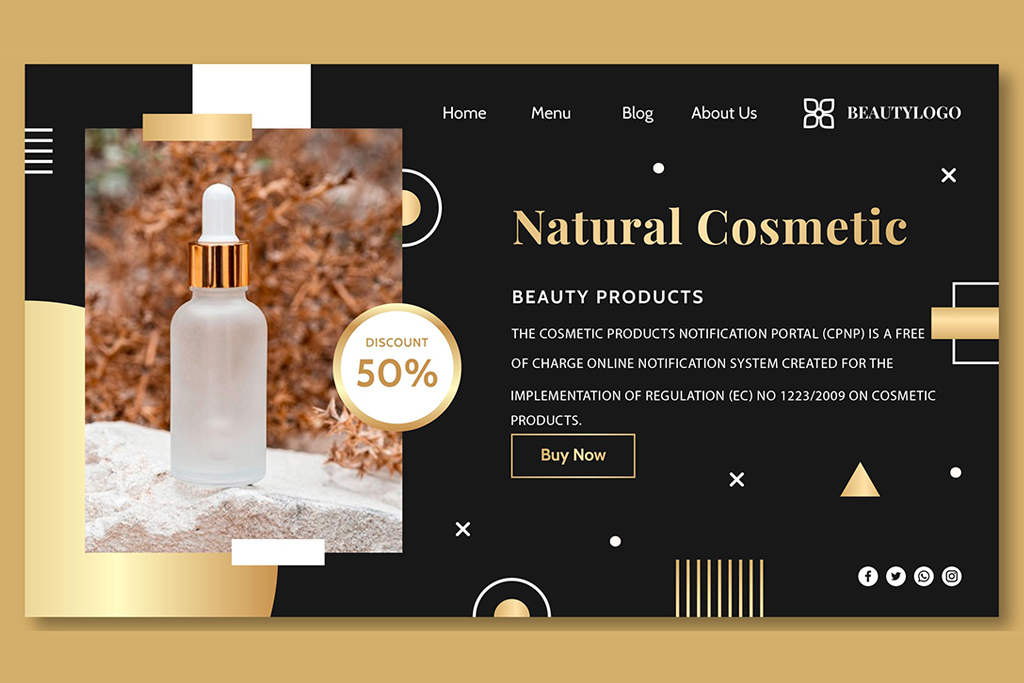 Home Menu Blog About Us BEAUTYLOGO
Natural Cosmetic
BEAUTY PRODUCTS
THE COSMETIC PRODUCTS NOTIFICATION PORTAL (CPNP) IS A FREE
OF CHARGE ONLINE NOTIFICATION SYSTEM CREATED FOR THE
IMPLEMENTATION OF REGULATION (EC) NO 1223/2009 ON COSMETIC
PRODUCTS.
Buy Now
DISCOUNT
50%